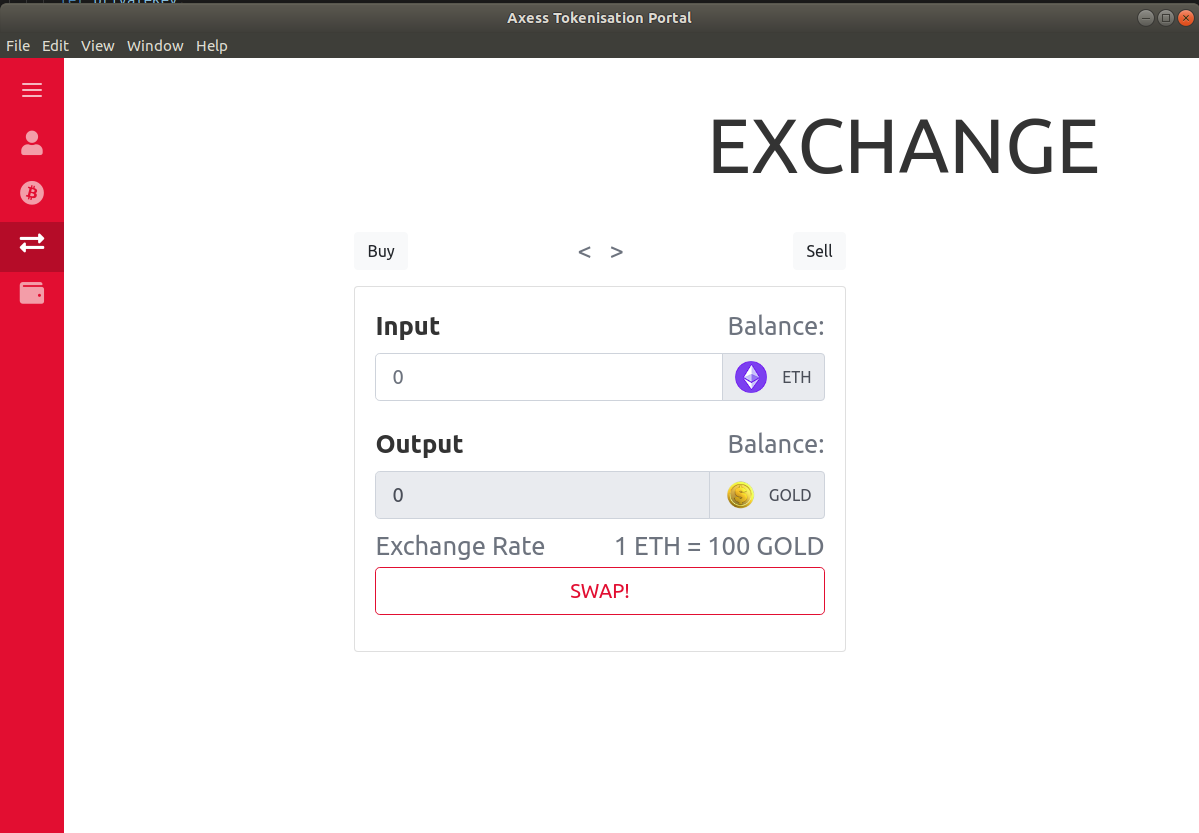 Axess Tokenisation Portal
File Edit View Window Help
EXCHANGE
Buy < > Sell
Input Balance:
0 ETH
Output Balance:
0 GOLD
Exchange Rate 1 ETH = 100 GOLD
SWAP!